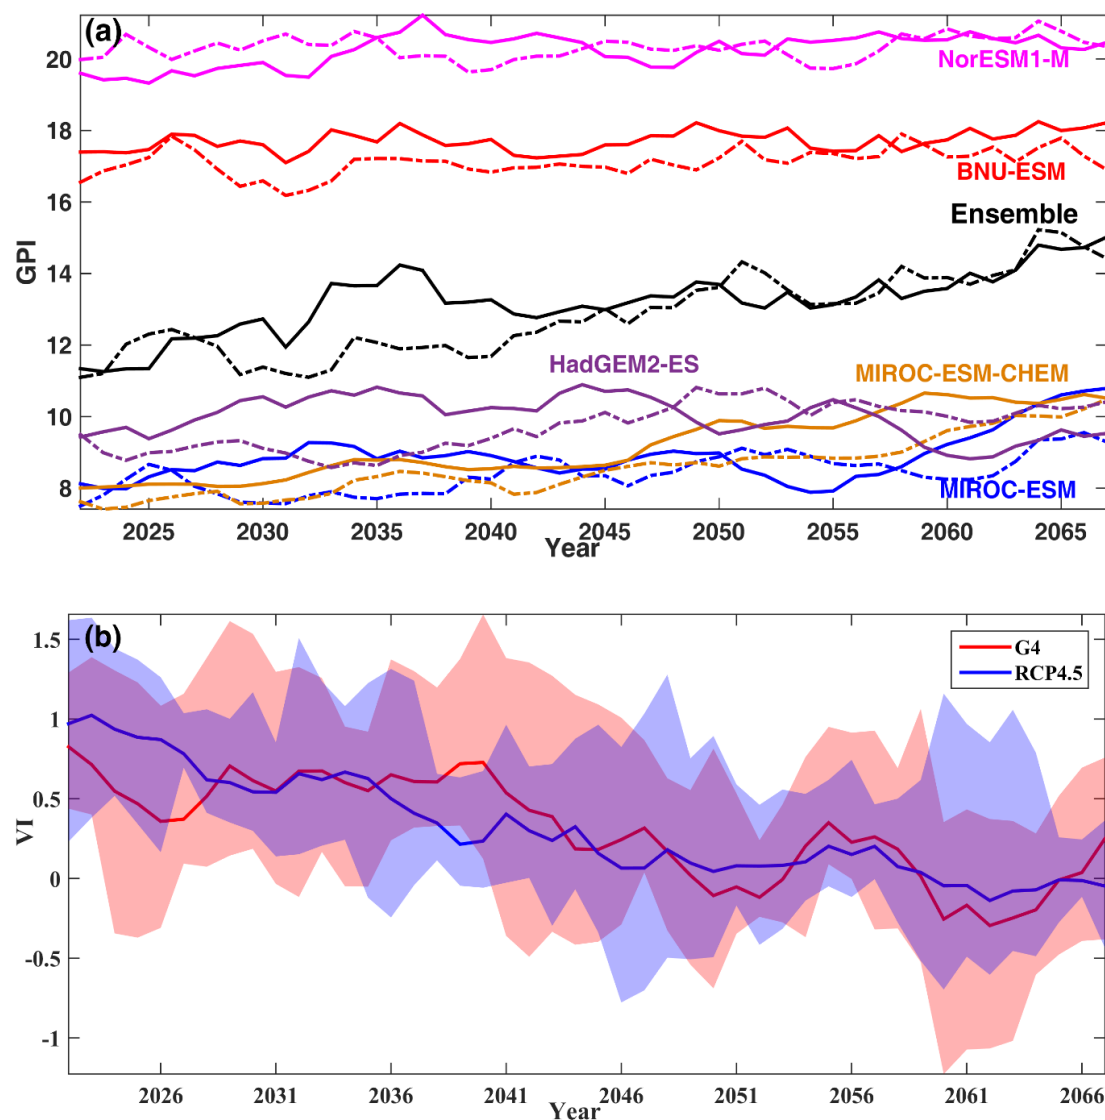 (a)
20
18
16
14
12
10
8
GPI
NorESM1-M
BNU-ESM
Ensemble
HadGEM2-ES
MIROC-ESM-CHEM
MIROC-ESM
2025 2030 2035 2040 2045 2050 2055 2060 2065
Year
(b)
1.5
1
0.5
0
-0.5
-1
VI
G4
RCP4.5
2026 2031 2036 2041 2046 2051 2056 2061 2066
Year